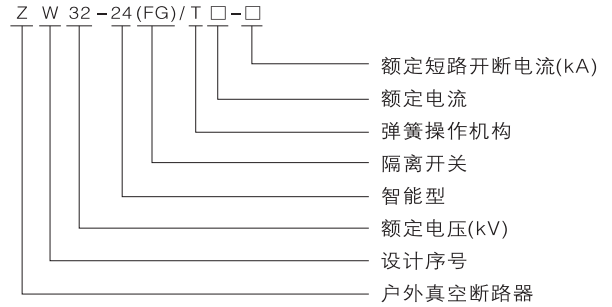 ZW32-24(FG)/T□-□
额定短路开断电流(kA)
额定电流
弹簧操作机构
隔离开关
智能型
额定电压(kV)
设计序号
户外真空断路器